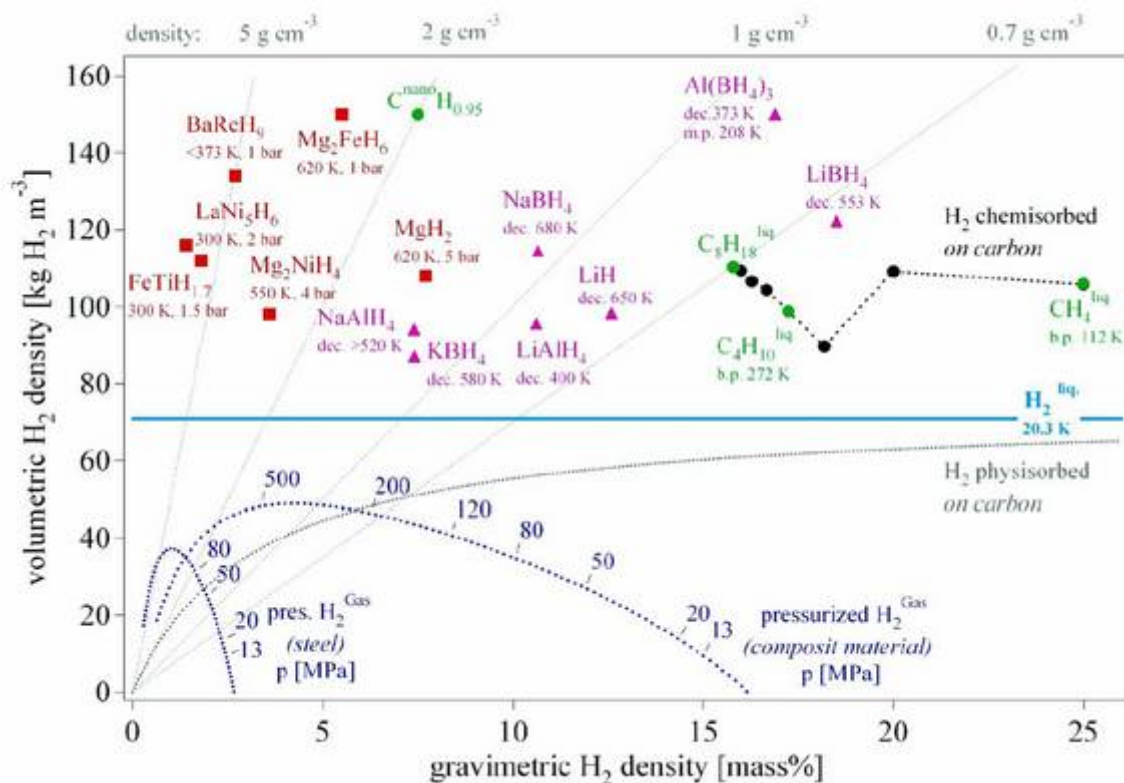 density: 5 g cm⁻³ 2 g cm⁻³ 1 g cm⁻³ 0.7 g cm⁻³
volumetric H₂ density [kg H₂ m⁻³]
160
140
120
100
80
60
40
20
0
BaReH₉
<373 K, 1 bar
Mg₂FeH₆
620 K, 1 bar
CⁿᵃⁿᵒH₀.₉₅
Al(BH₄)₃
dec.373 K
m.p. 208 K
LaNi₅H₆
300 K, 2 bar
NaBH₄
dec. 680 K
LiBH₄
dec. 553 K
FeTiH₁.₇
300 K, 1.5 bar
Mg₂NiH₄
550 K, 4 bar
MgH₂
620 K, 5 bar
LiH
dec. 650 K
C₈H₁₈ˡⁱq
H₂ chemisorbed
on carbon
NaAlH₄
dec. >520 K
KBH₄
dec. 580 K
LiAlH₄
dec. 400 K
C₄H₁₀ˡⁱq
b.p. 272 K
CH₄ˡⁱq
b.p. 112 K
H₂ˡⁱq·
20.3 K
H₂ physisorbed
on carbon
80
50
20
13
pres. H₂ᴳᵃˢ
(steel)
p [MPa]
500
200
120
80
50
20
13
pressurized H₂ᴳᵃˢ
(composit material)
p [MPa]
0 5 10 15 20 25
gravimetric H₂ density [mass%]